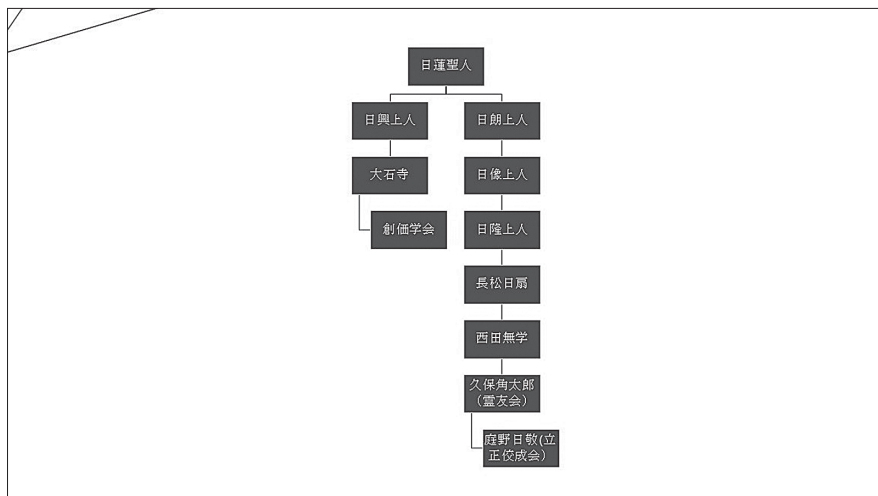 日蓮聖人
日興上人
日朗上人
大石寺
日像上人
創価学会
日隆上人
長松日扇
西田無学
久保角太郎
（霊友会）
庭野日敬(立
正佼成会）